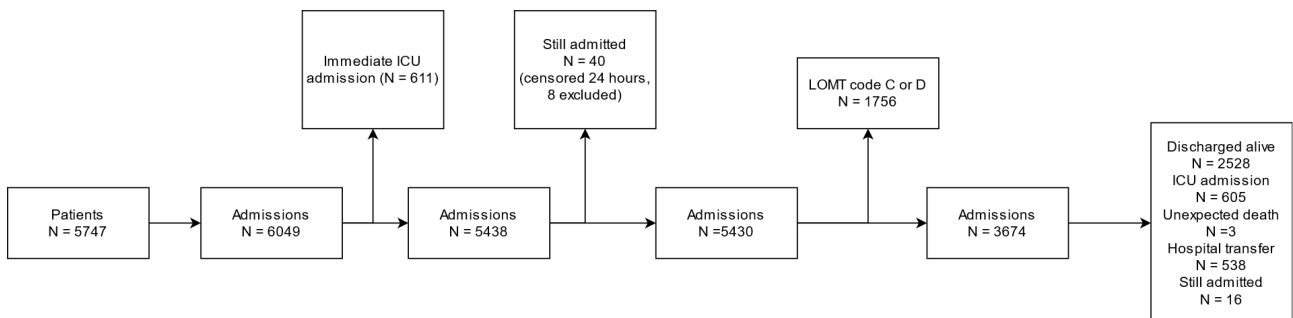 Patients
N = 5747
Admissions
N = 6049
Immediate ICU
admission (N = 611)
Admissions
N = 5438
Still admitted
N = 40
(censored 24 hours,
8 excluded)
Admissions
N =5430
LOMT code C or D
N = 1756
Admissions
N = 3674
Discharged alive
N = 2528
ICU admission
N = 605
Unexpected death
N =3
Hospital transfer
N = 538
Still admitted
N = 16